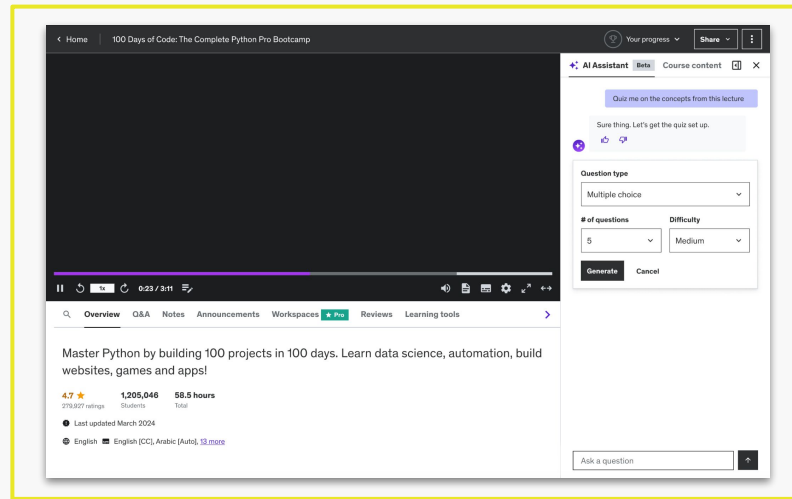 Home
100 Days of Code: The Complete Python Pro Bootcamp
Your progress
Share
AI Assistant Beta Course content
Quiz me on the concepts from this lecture
Sure thing. Let's get the quiz set up.
Question type
Multiple choice
# of questions Difficulty
5 Medium
Generate Cancel
1x 0:23 / 3:11
Overview Q&A Notes Announcements Workspaces ★ Pro Reviews Learning tools
Master Python by building 100 projects in 100 days. Learn data science, automation, build
websites, games and apps!
4.7 ★ 1,205,046 58.5 hours
279,927 ratings Students Total
Last updated March 2024
English English [CC], Arabic [Auto], 13 more
Ask a question